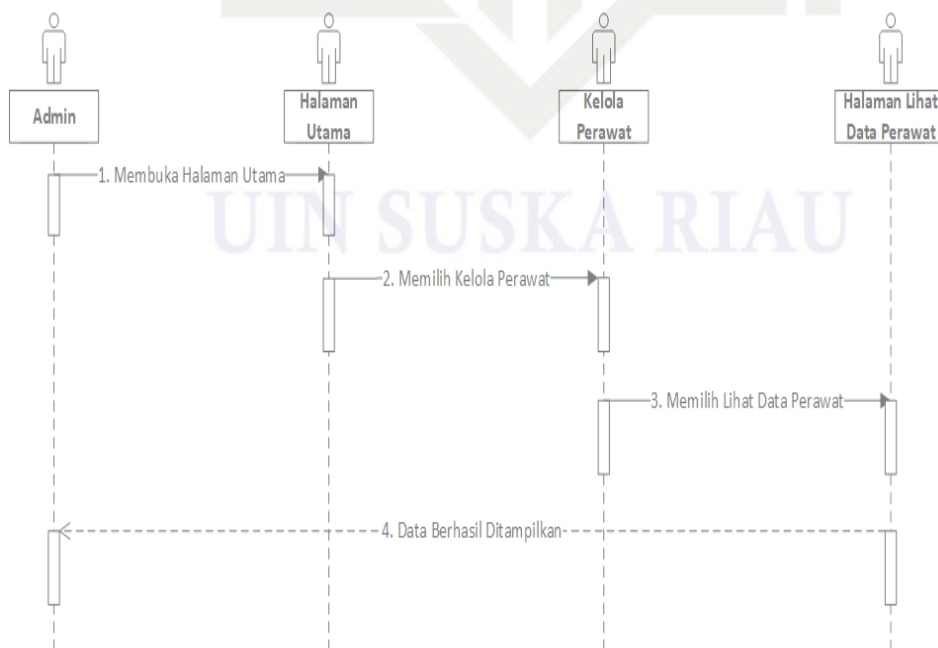 Admin
Halaman
Utama
Kelola
Perawat
Halaman Lihat
Data Perawat
1. Membuka Halaman Utama
UIN SUSKA RIAU
2. Memilih Kelola Perawat
3. Memilih Lihat Data Perawat
4. Data Berhasil Ditampilkan